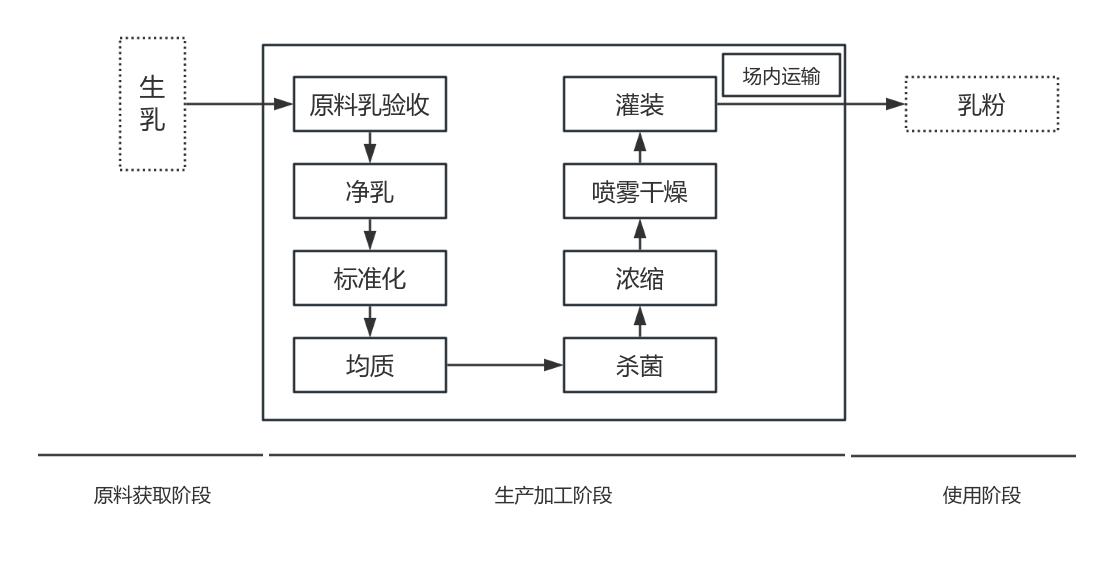 生
乳
原料乳验收
净乳
标准化
均质
杀菌
浓缩
喷雾干燥
灌装
场内运输
乳粉
原料获取阶段
生产加工阶段
使用阶段